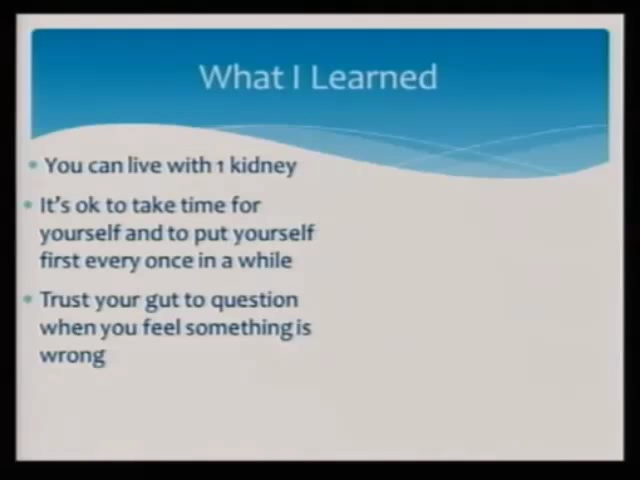 What I Learned
You can live with 1 kidney
It's ok to take time for
yourself and to put yourself
first every once in a while
Trust your gut to question
when you feel something is
wrong